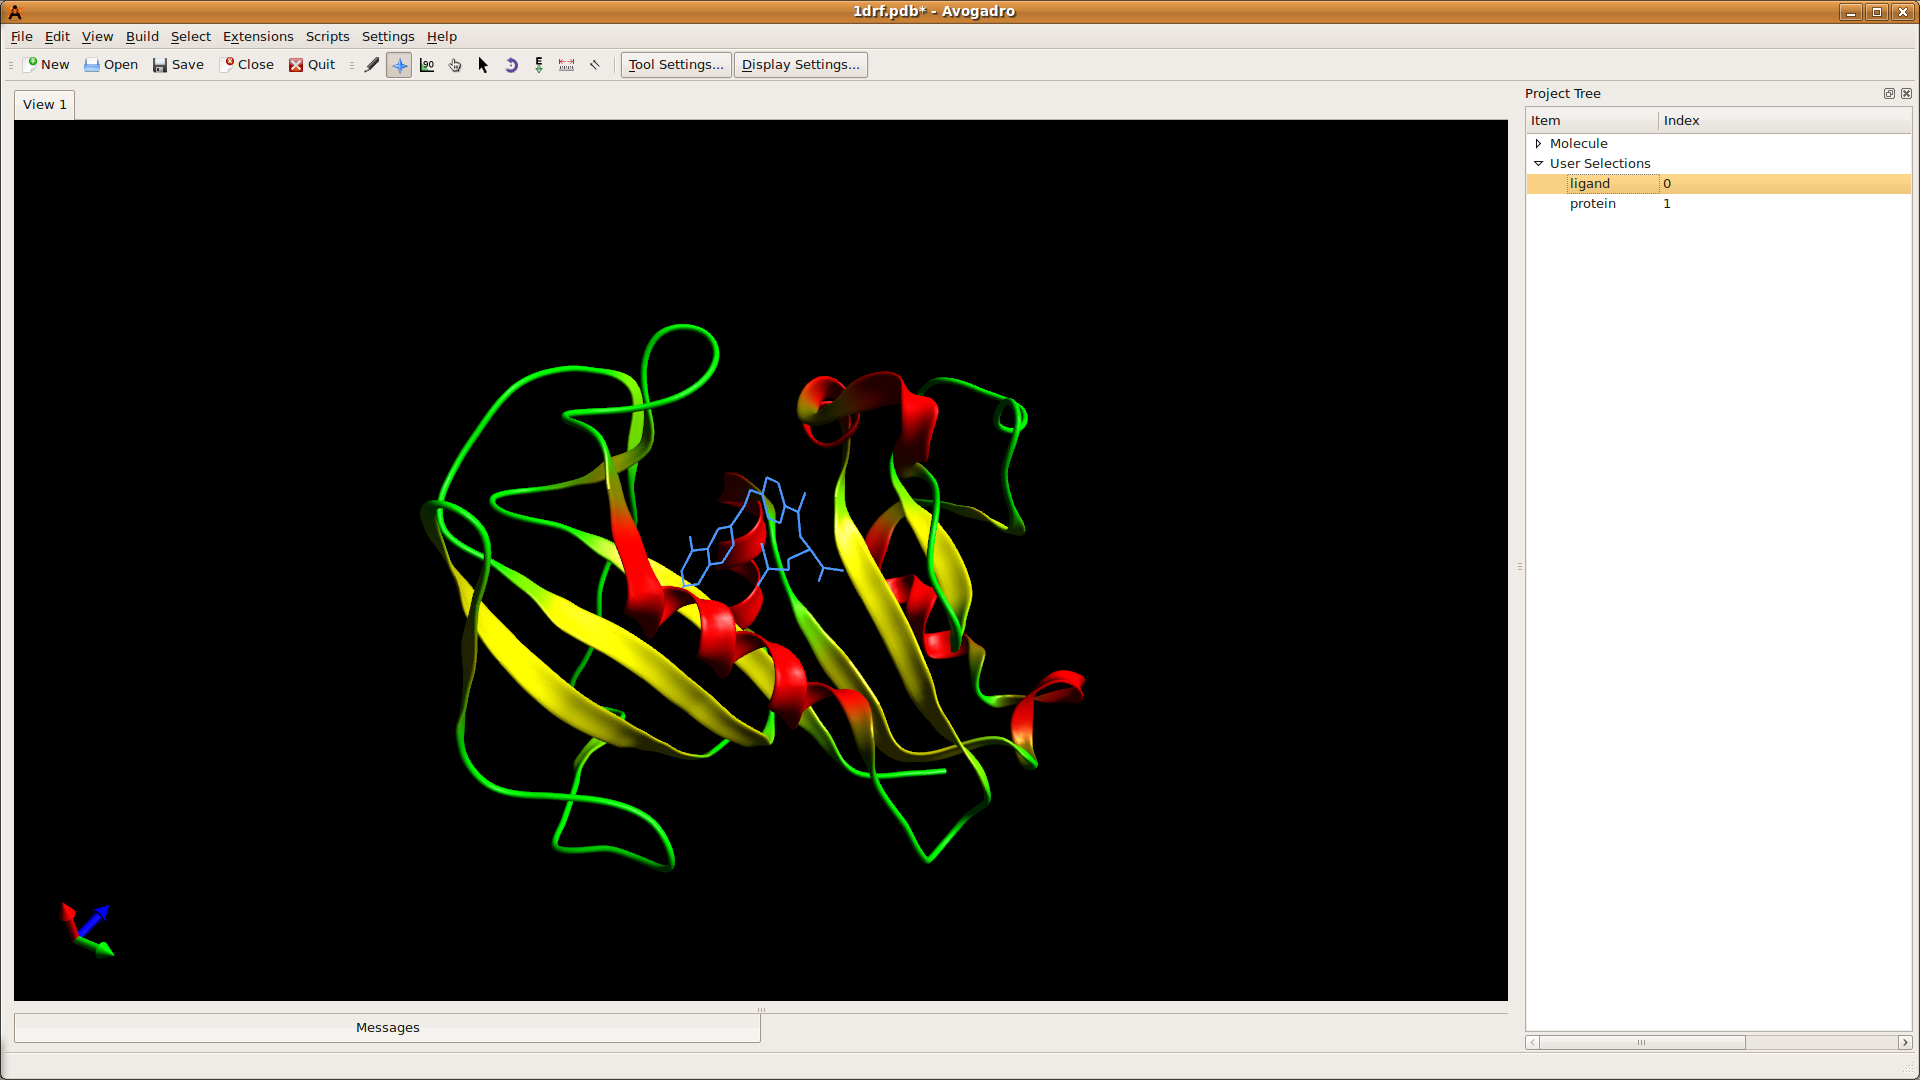 1drf.pdb* - Avogadro
File Edit View Build Select Extensions Scripts Settings Help
New Open Save Close Quit 90 E Tool Settings... Display Settings...
View 1
Project Tree
Item Index
Molecule
User Selections
ligand 0
protein 1
Messages